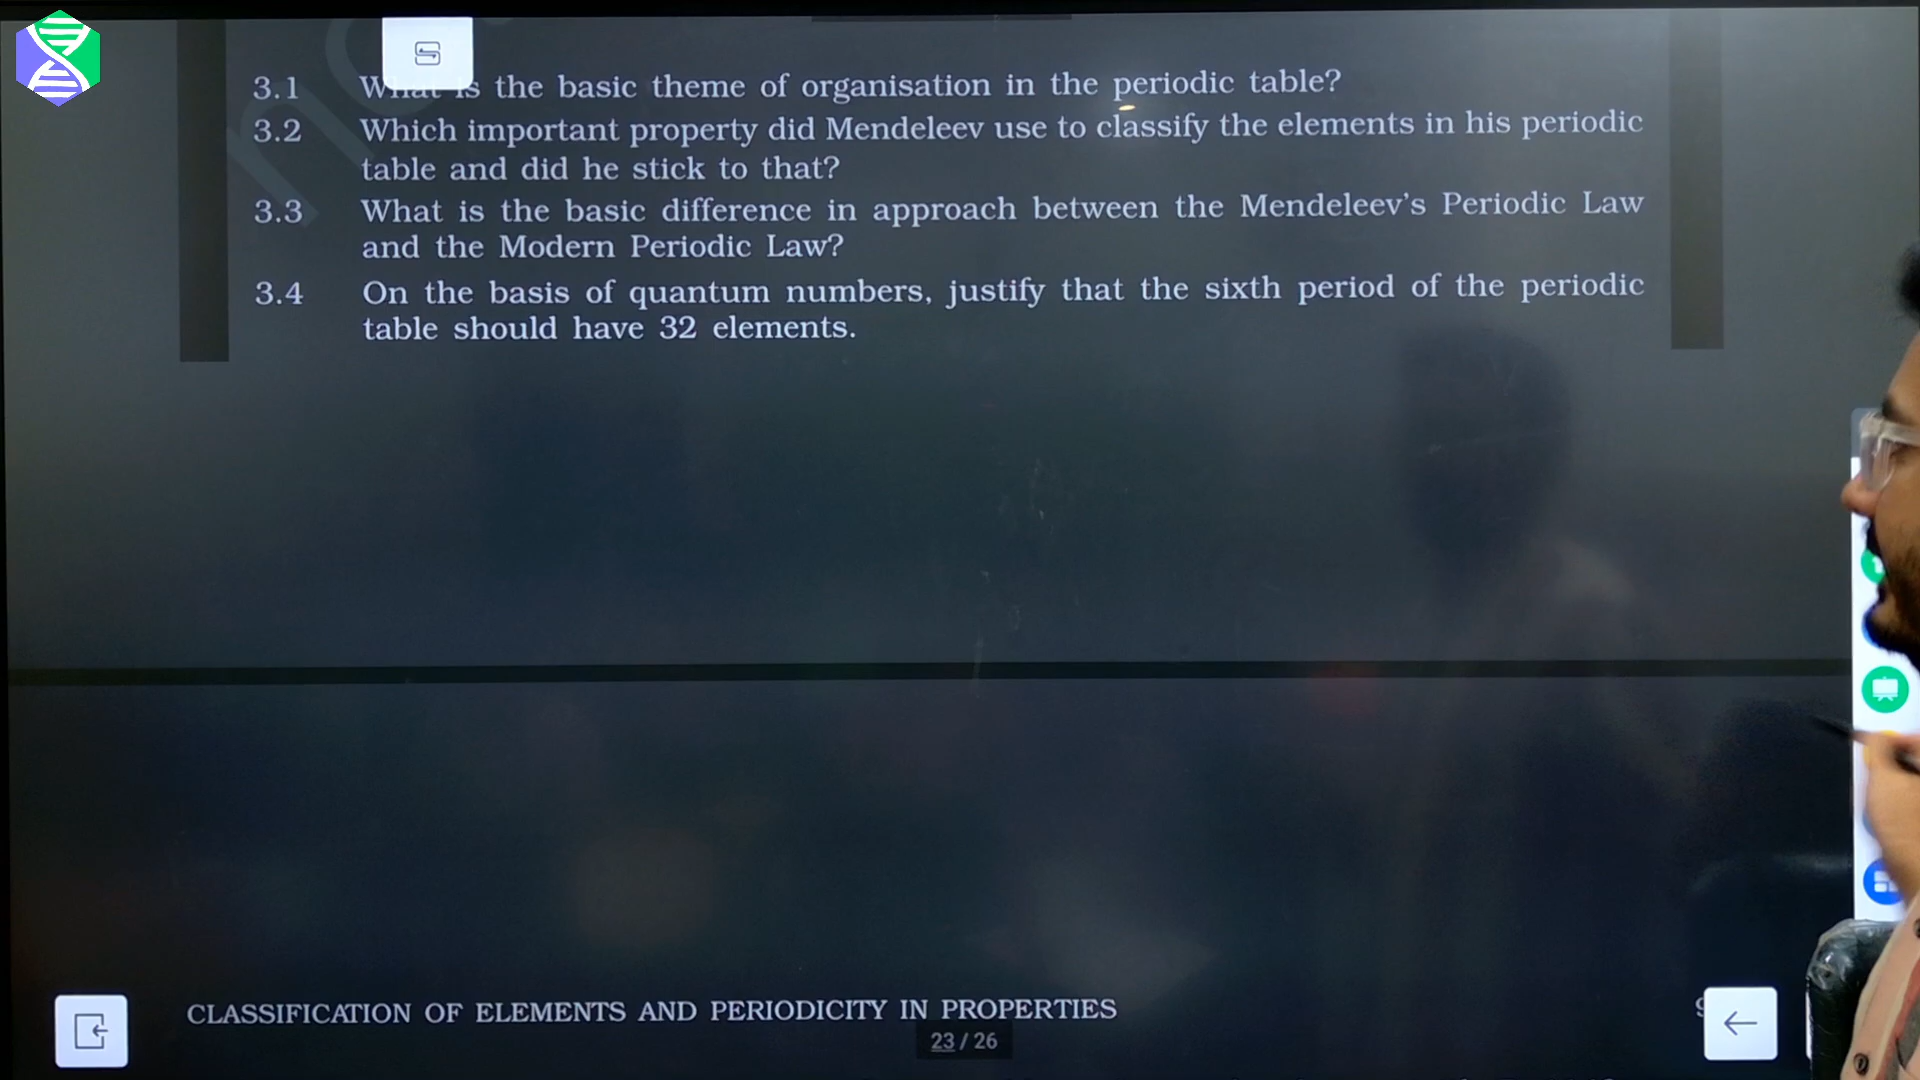 3.1 What is the basic theme of organisation in the periodic table?
3.2 Which important property did Mendeleev use to classify the elements in his periodic
table and did he stick to that?
3.3 What is the basic difference in approach between the Mendeleev's Periodic Law
and the Modern Periodic Law?
3.4 On the basis of quantum numbers, justify that the sixth period of the periodic
table should have 32 elements.
CLASSIFICATION OF ELEMENTS AND PERIODICITY IN PROPERTIES
23 / 26